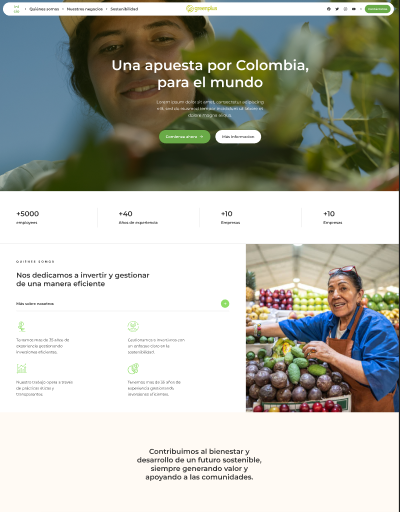 Quiénes somos
Nuestros negocios
Sostenibilidad
greenplus
Una apuesta por Colombia,
para el mundo
Lorem ipsum dolor sit amet, consectetur adipiscing
elit, sed do eiusmod tempor incididunt ut labore et
dolore magna aliqua.
Conócenos ahora
Más información
+5000
empleyees
+40
Años de experiencia
+10
Empresas
+10
Empresas
QUIÉNES SOMOS
Nos dedicamos a invertir y gestionar
de una manera eficiente
Más sobre nosotros
Tenemos más de 35 años de
experiencia gestionando
inversiones eficientes.
Gestionamos e invertimos con
un enfoque claro en la
sostenibilidad.
Nuestro trabajo opera a través
de prácticas éticas y
transparentes.
Tenemos más de 35 años de
experiencia gestionando
inversiones eficientes.
Contribuimos al bienestar y
desarrollo de un futuro sostenible,
siempre generando valor y
apoyando a las comunidades.